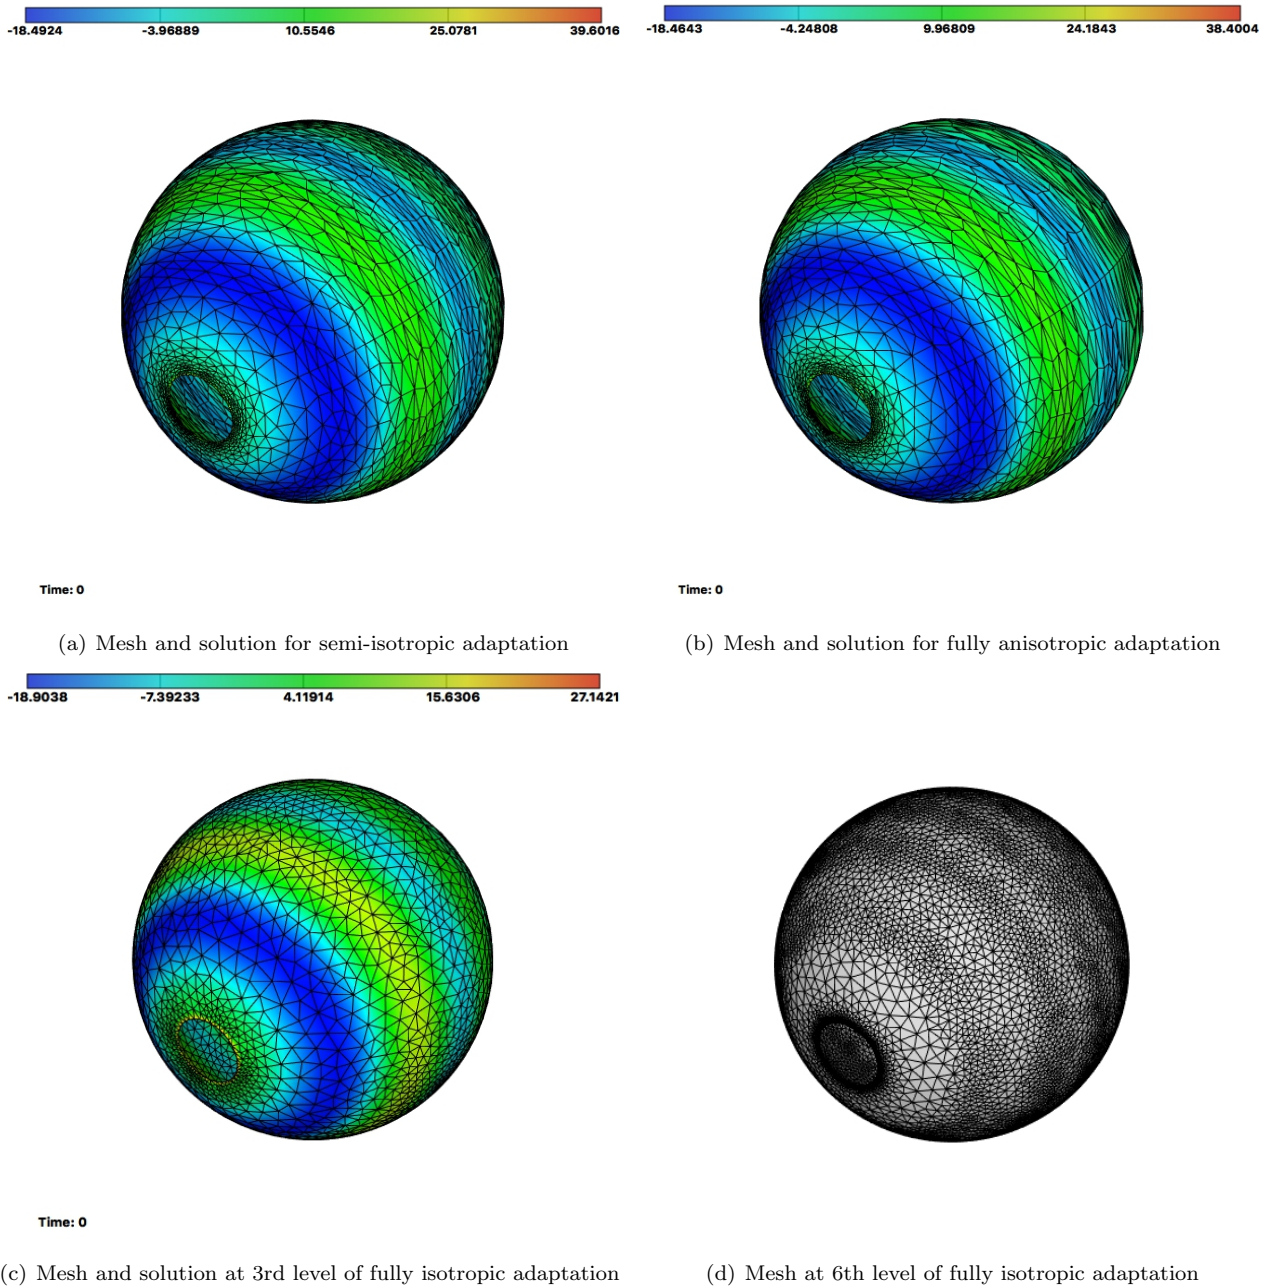 -18.4924 -3.96889 10.5546 25.0781 39.6016
-18.4643 -4.24808 9.96809 24.1843 38.4004
Time: 0
Time: 0
(a) Mesh and solution for semi-isotropic adaptation
(b) Mesh and solution for fully anisotropic adaptation
-18.9038 -7.39233 4.11914 15.6306 27.1421
Time: 0
(c) Mesh and solution at 3rd level of fully isotropic adaptation
(d) Mesh at 6th level of fully isotropic adaptation